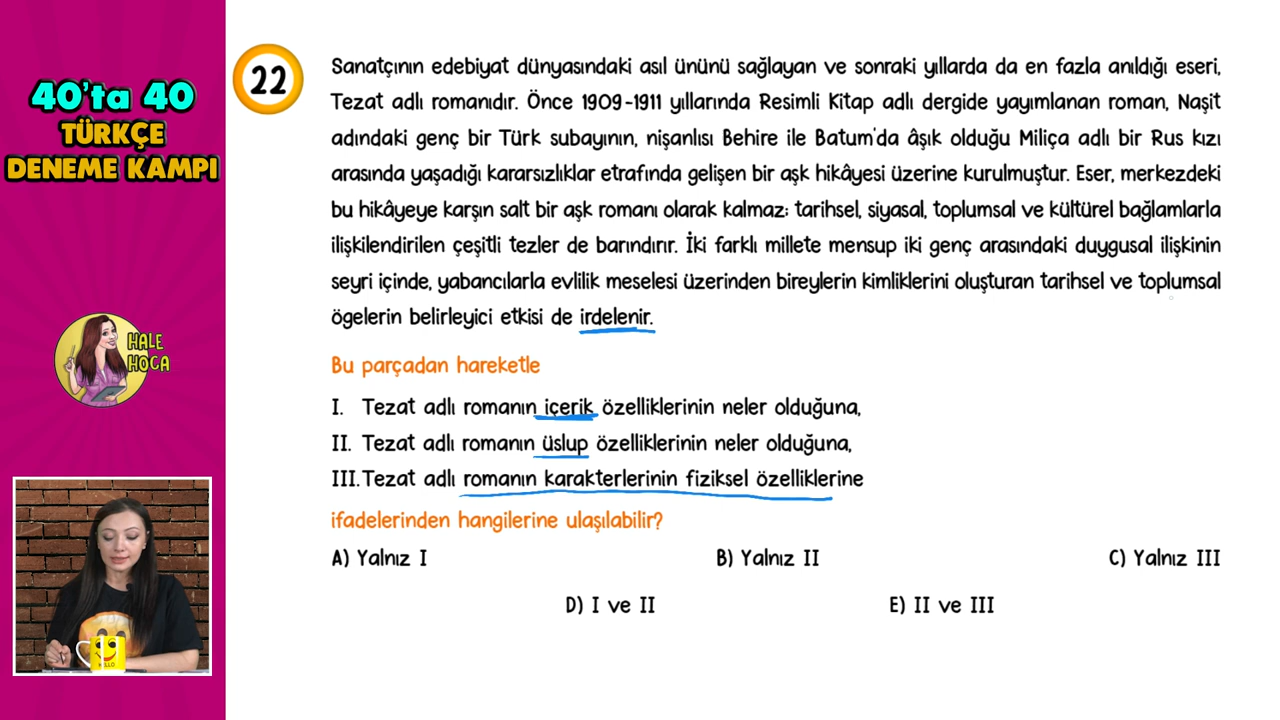 40'ta 40
TÜRKÇE
DENEME KAMPI
HALE
HOCA
HELLO
22
Sanatçının edebiyat dünyasındaki asıl ününü sağlayan ve sonraki yıllarda da en fazla anıldığı eseri,
Tezat adlı romanıdır. Önce 1909-1911 yıllarında Resimli Kitap adlı dergide yayımlanan roman, Naşit
adındaki genç bir Türk subayının, nişanlısı Behire ile Batum'da âşık olduğu Miliça adlı bir Rus kızı
arasında yaşadığı kararsızlıklar etrafında gelişen bir aşk hikâyesi üzerine kurulmuştur. Eser, merkezdeki
bu hikâyeye karşın salt bir aşk romanı olarak kalmaz; tarihsel, siyasal, toplumsal ve kültürel bağlamlarla
ilişkilendirilen çeşitli tezler de barındırır. İki farklı millete mensup iki genç arasındaki duygusal ilişkinin
seyri içinde, yabancılarla evlilik meselesi üzerinden bireylerin kimliklerini oluşturan tarihsel ve toplumsal
ögelerin belirleyici etkisi de irdelenir.
Bu parçadan hareketle
I. Tezat adlı romanın içerik özelliklerinin neler olduğuna,
II. Tezat adlı romanın üslup özelliklerinin neler olduğuna,
III. Tezat adlı romanın karakterlerinin fiziksel özelliklerine
ifadelerinden hangilerine ulaşılabilir?
A) Yalnız I B) Yalnız II C) Yalnız III
D) I ve II E) II ve III